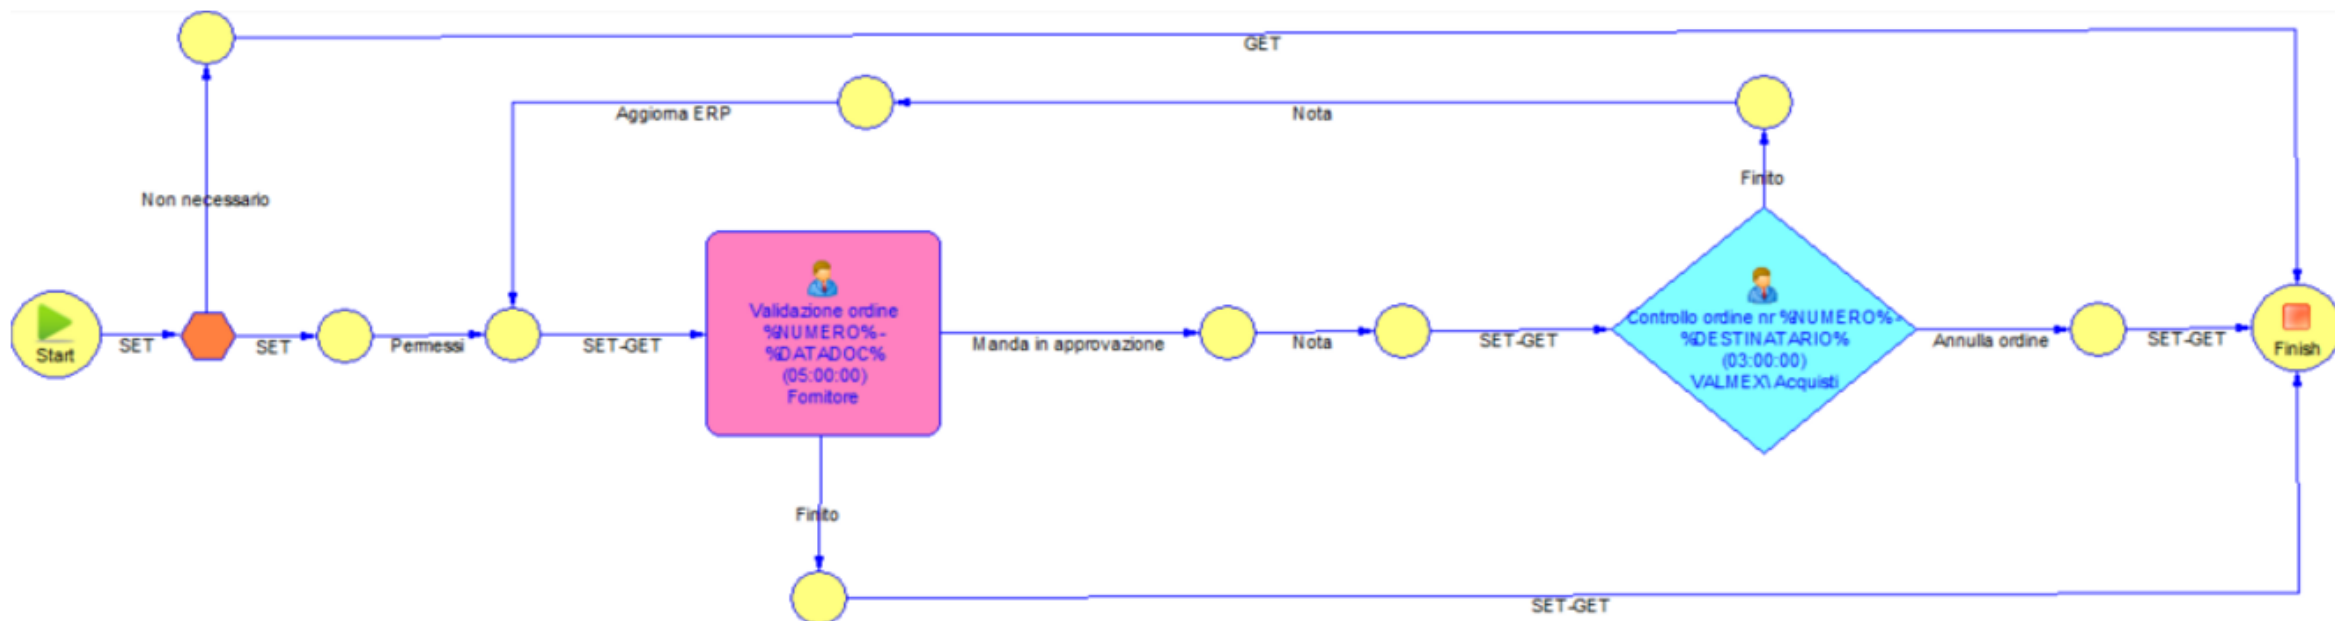 GET
Aggiorna ERP
Nota
Non necessario
Finito
Start
SET
SET
Permessi
SET-GET
Validazione ordine
%NUMERO% -
%DATADOC%
(05:00:00)
Fornitore
Manda in approvazione
Nota
SET-GET
Controllo ordine nr %NUMERO% -
%DESTINATARIO%
(03:00:00)
VALMEX\Acquisti
Annulla ordine
SET-GET
Finish
Finito
SET-GET